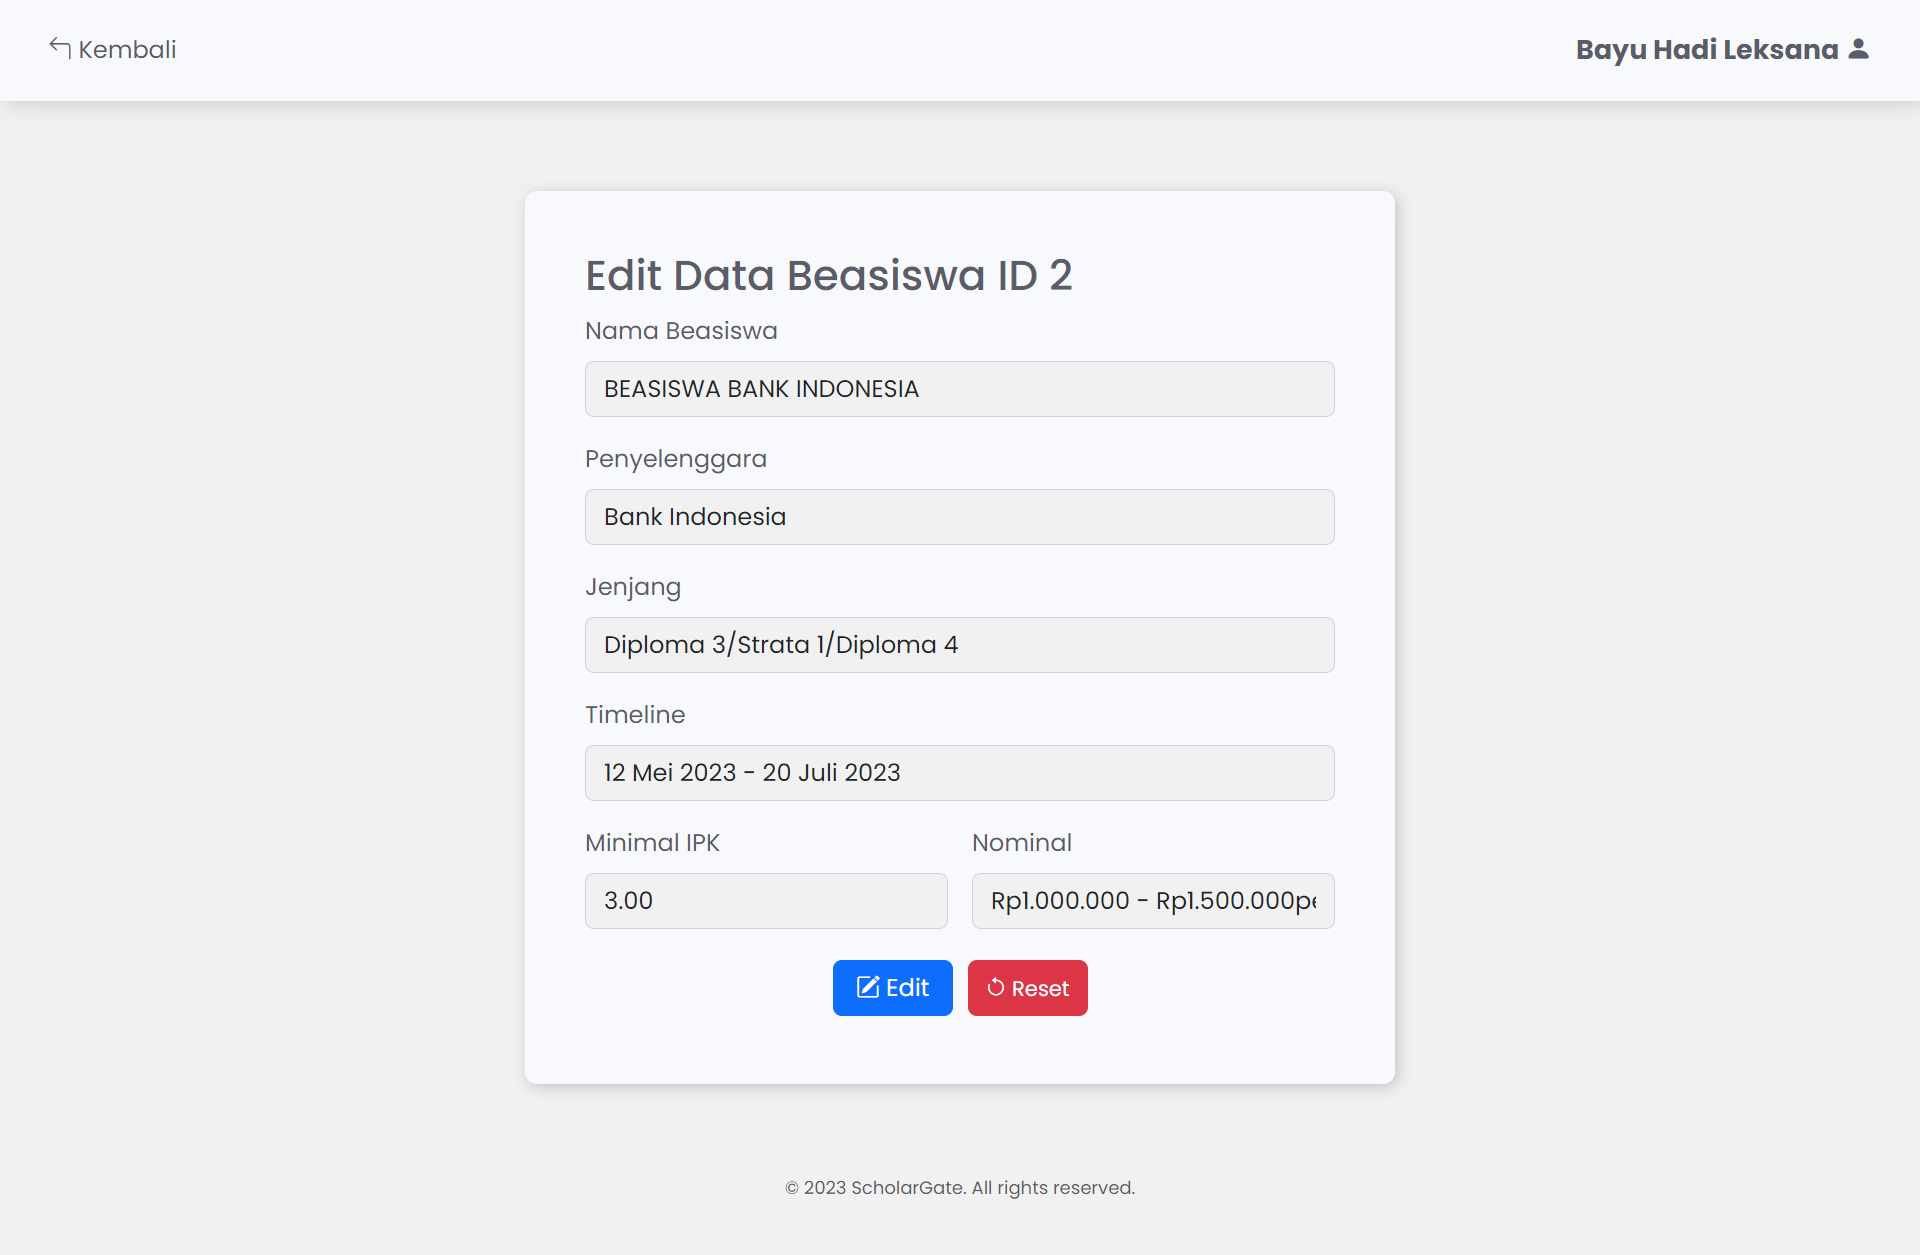 Kembali
Bayu Hadi Leksana
Edit Data Beasiswa ID 2
Nama Beasiswa
BEASISWA BANK INDONESIA
Penyelenggara
Bank Indonesia
Jenjang
Diploma 3/Strata 1/Diploma 4
Timeline
12 Mei 2023 - 20 Juli 2023
Minimal IPK
Nominal
3.00
Rp1.000.000 - Rp1.500.000pe
Edit
Reset
© 2023 ScholarGate. All rights reserved.